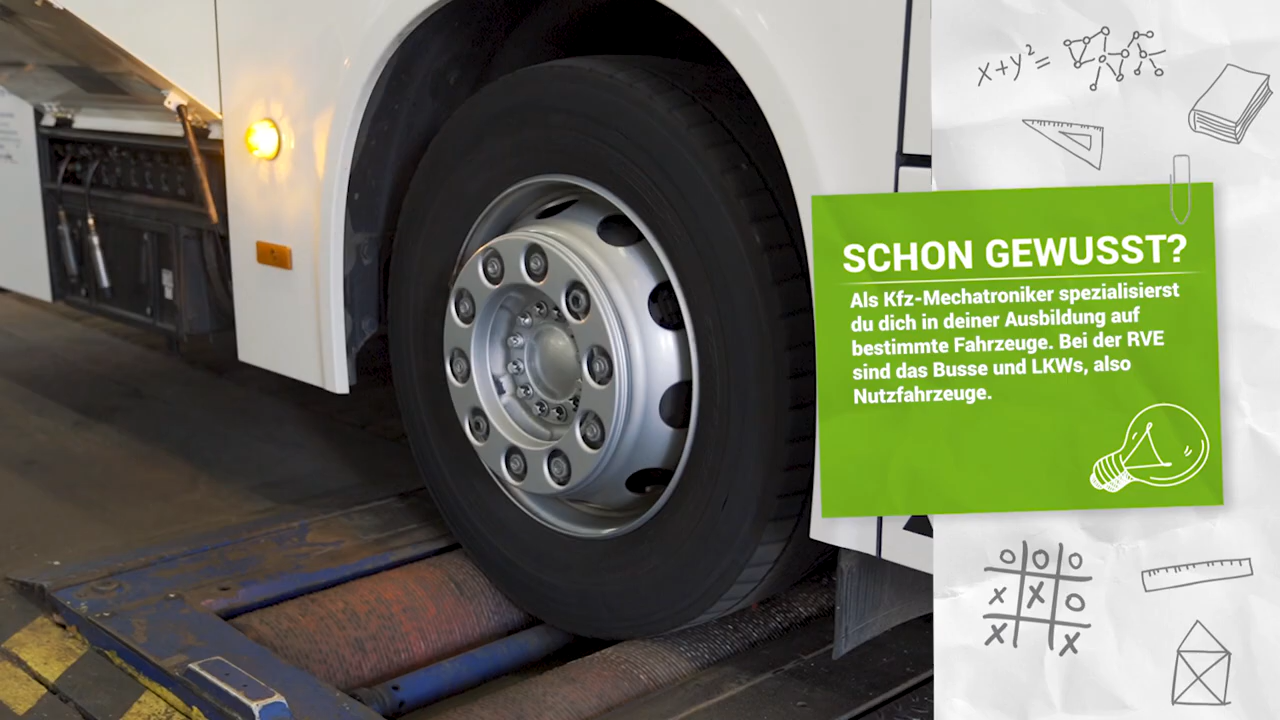 x+y²=
SCHON GEWUSST?
Als Kfz-Mechatroniker spezialisierst
du dich in deiner Ausbildung auf
bestimmte Fahrzeuge. Bei der RVE
sind das Busse und LKWs, also
Nutzfahrzeuge.
O O O
X X O
X X